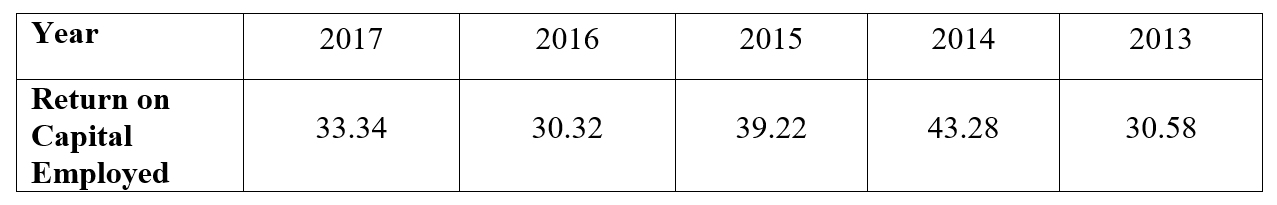 Year 2017 2016 2015 2014 2013
Return on
Capital 33.34 30.32 39.22 43.28 30.58
Employed